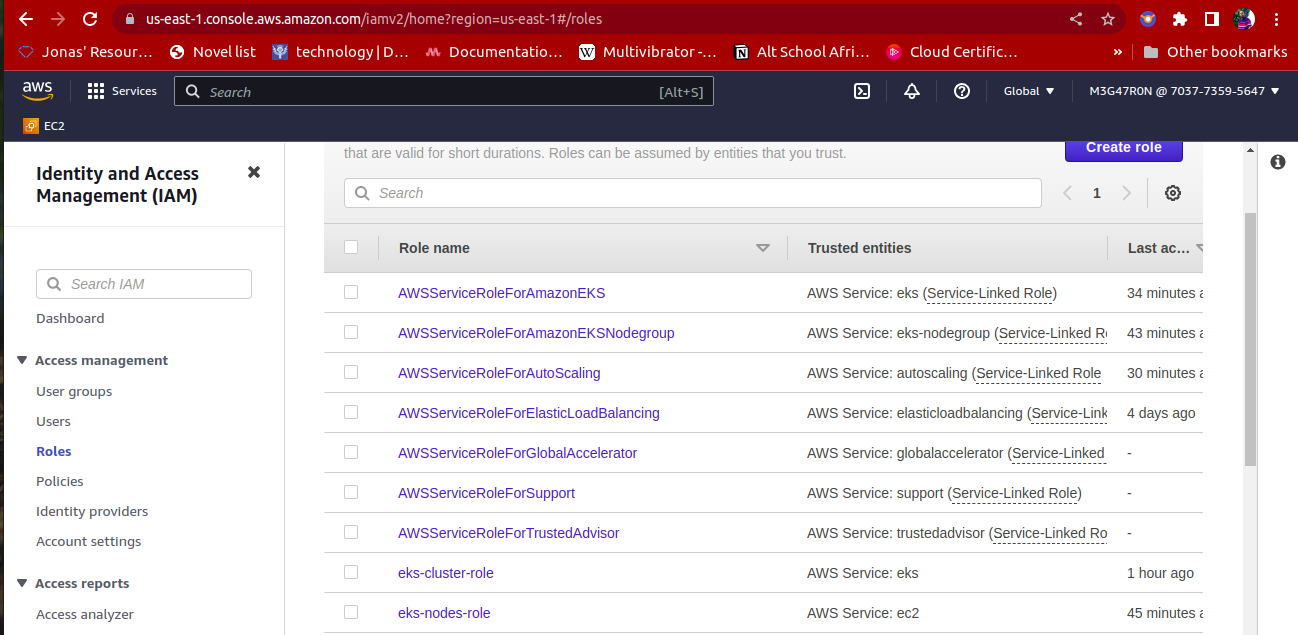 us-east-1.console.aws.amazon.com/iamv2/home?region=us-east-1#/roles
Jonas' Resour...
Novel list
technology | D...
Documentatio...
Multivibrator -...
Alt School Afri...
Cloud Certific...
»
Other bookmarks
aws
Services
Search
[Alt+S]
Global
M3G47R0N @ 7037-7359-5647
EC2
Identity and Access
Management (IAM)
Search IAM
Dashboard
Access management
User groups
Users
Roles
Policies
Identity providers
Account settings
Access reports
Access analyzer
that are valid for short durations. Roles can be assumed by entities that you trust.
Create role
Search
1
Role name Trusted entities Last ac...
AWSServiceRoleForAmazonEKS AWS Service: eks (Service-Linked Role) 34 minutes a
AWSServiceRoleForAmazonEKSNodegroup AWS Service: eks-nodegroup (Service-Linked R 43 minutes a
AWSServiceRoleForAutoScaling AWS Service: autoscaling (Service-Linked Role 30 minutes a
AWSServiceRoleForElasticLoadBalancing AWS Service: elasticloadbalancing (Service-Link 4 days ago
AWSServiceRoleForGlobalAccelerator AWS Service: globalaccelerator (Service-Linked -
AWSServiceRoleForSupport AWS Service: support (Service-Linked Role) -
AWSServiceRoleForTrustedAdvisor AWS Service: trustedadvisor (Service-Linked Ro -
eks-cluster-role AWS Service: eks 1 hour ago
eks-nodes-role AWS Service: ec2 45 minutes a